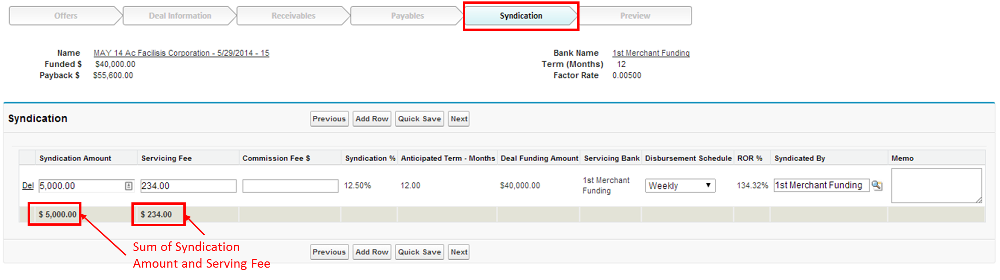 Offers
Deal Information
Receivables
Payables
Syndication
Preview
Name MAY 14 Ac Facilisis Corporation - 5/29/2014 - 15
Funded $ $40,000.00
Payback $ $55,600.00
Bank Name 1st Merchant Funding
Term (Months) 12
Factor Rate 0.00500
Syndication
Previous Add Row Quick Save Next
Syndication Amount Servicing Fee Commission Fee $ Syndication % Anticipated Term - Months Deal Funding Amount Servicing Bank Disbursement Schedule ROR % Syndicated By Memo
Del 5,000.00 234.00 12.50% 12.00 $40,000.00 1st Merchant
Funding
Weekly 134.32% 1st Merchant Funding
$ 5,000.00 $ 234.00
Sum of Syndication
Amount and Serving Fee
Previous Add Row Quick Save Next